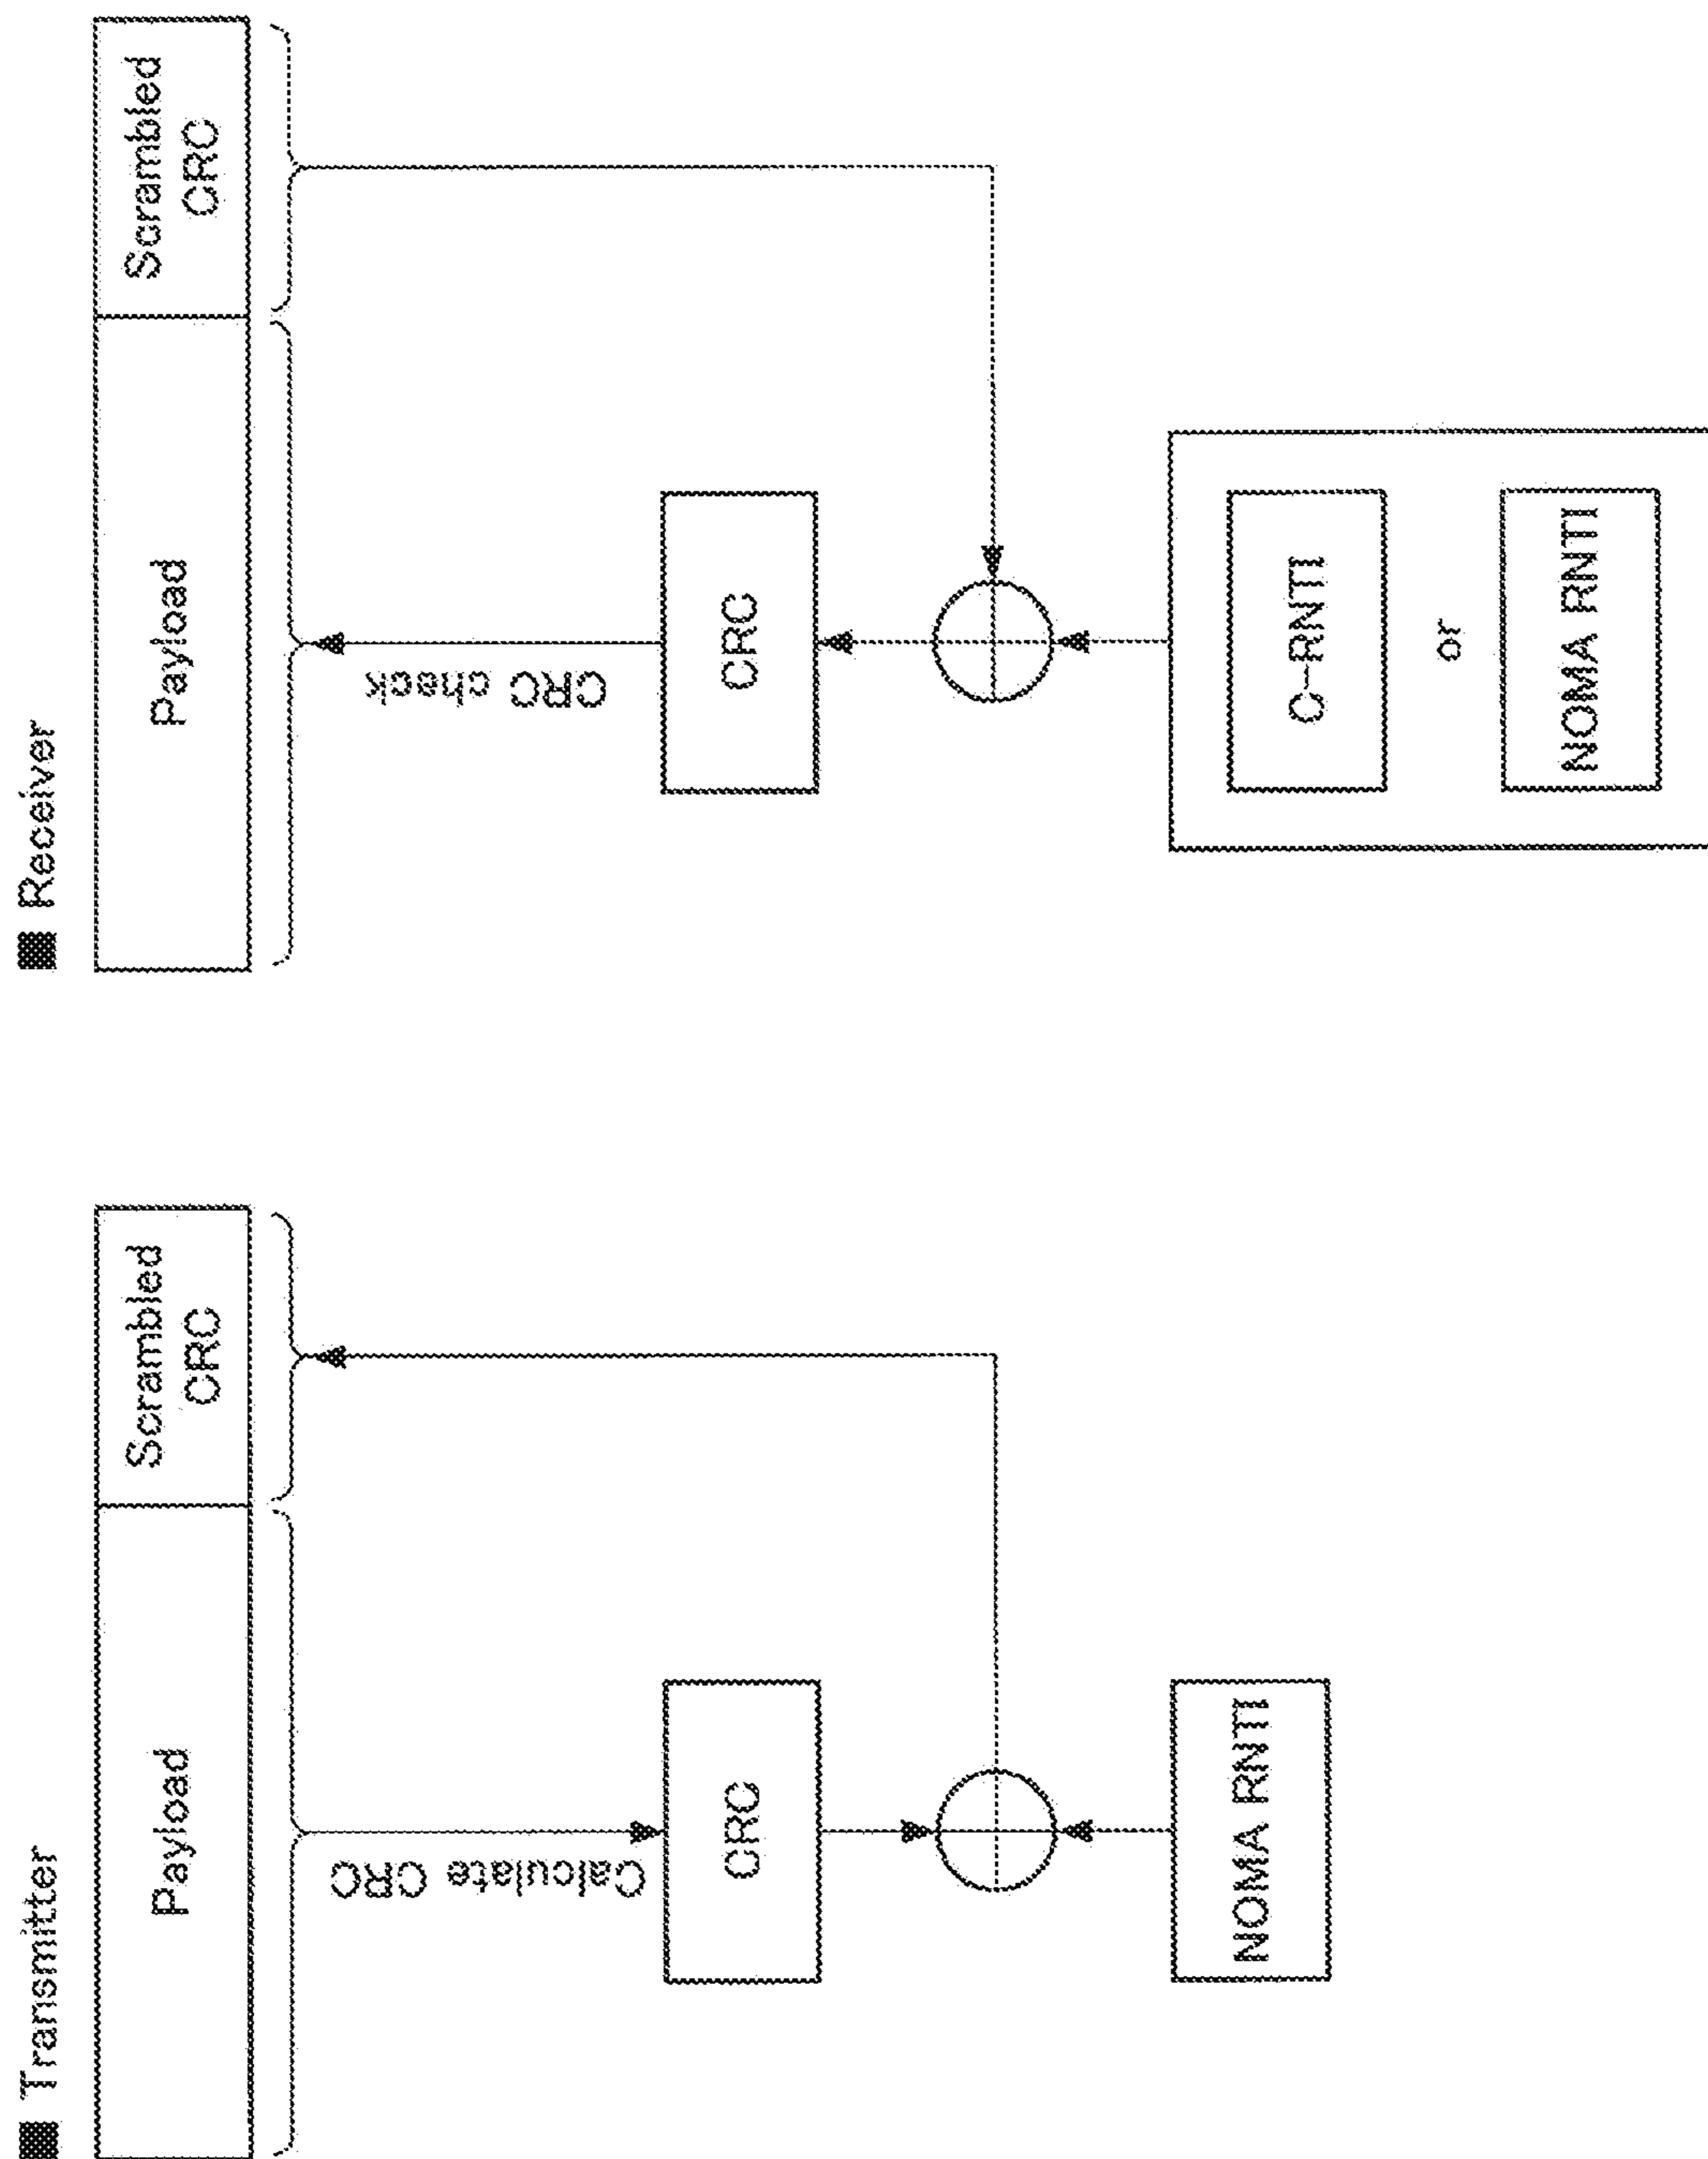 Transmitter
Payload
Scrambled
CRC
Calculate CRC
CRC
NOMA RNTI
Receiver
Payload
Scrambled
CRC
CRC check
CRC
C-RNTI
or
NOMA RNTI